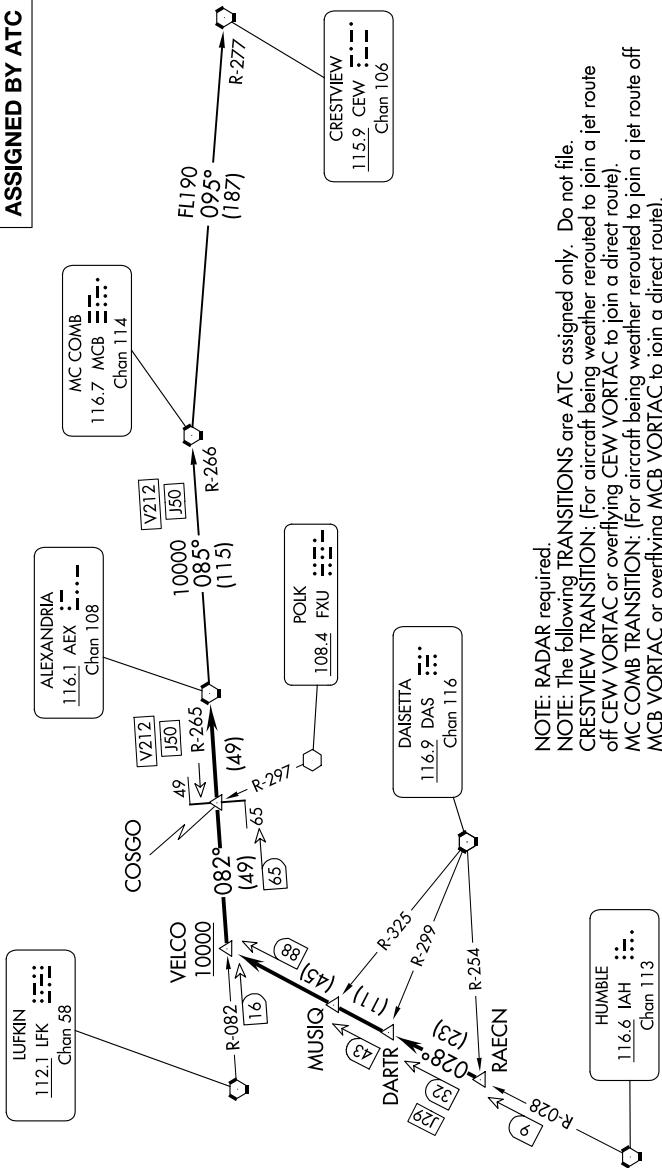 ASSIGNED BY ATC
CRESTVIEW
115.9 CEW
Chan 106
R-277
FL190
095°
(187)
MC COMB
116.7 MCB
Chan 114
R-266
V212
J50
10000
085°
(115)
ALEXANDRIA
116.1 AEX
Chan 108
POLK
108.4 FXU
V212
J50
R-265
(49)
49
R-297
COSGO
65
65
082°
(49)
DAISETTA
116.9 DAS
Chan 116
R-325
R-299
R-254
VELCO
10000
LUFKIN
112.1 LFK
Chan 58
R-082
16
88
(45)
MUSIQ
43
(11)
DARTR
32
J29
028°
(23)
RAECN
9
R-028
HUMBLE
116.6 IAH
Chan 113
NOTE: RADAR required.
NOTE: The following TRANSITIONS are ATC assigned only. Do not file.
CRESTVIEW TRANSITION: (For aircraft being weather rerouted to join a jet route
off CEW VORTAC or overflying CEW VORTAC to join a direct route).
MC COMB TRANSITION: (For aircraft being weather rerouted to join a jet route off
MCB VORTAC or overflying MCB VORTAC to join a direct route).